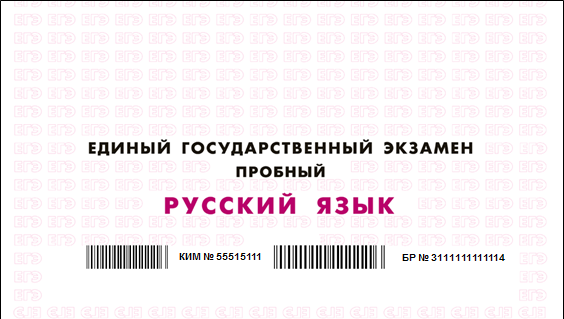 ЕДИНЫЙ ГОСУДАРСТВЕННЫЙ ЭКЗАМЕН
ПРОБНЫЙ
РУССКИЙ ЯЗЫК
КИМ № 55515111 БР № 3111111111114